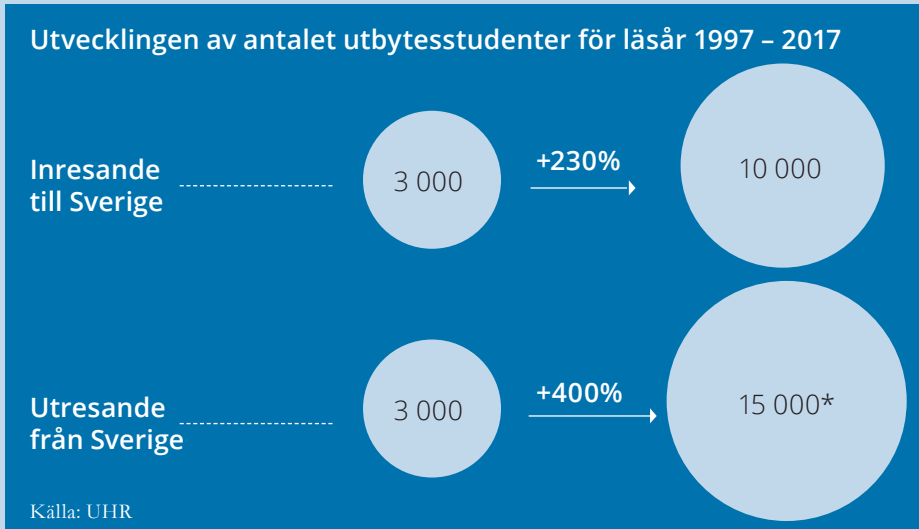 Utvecklingen av antalet utbytesstudenter för läsår 1997 – 2017
Inresande
till Sverige
3 000
+230%
10 000
Utresande
från Sverige
3 000
+400%
15 000*
Källa: UHR